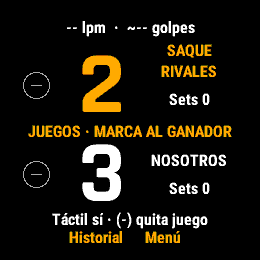 -- lpm · ~-- golpes
SAQUE
RIVALES
2
Sets 0
JUEGOS · MARCA AL GANADOR
3
NOSOTROS
Sets 0
Táctil sí · (-) quita juego
Historial Menú